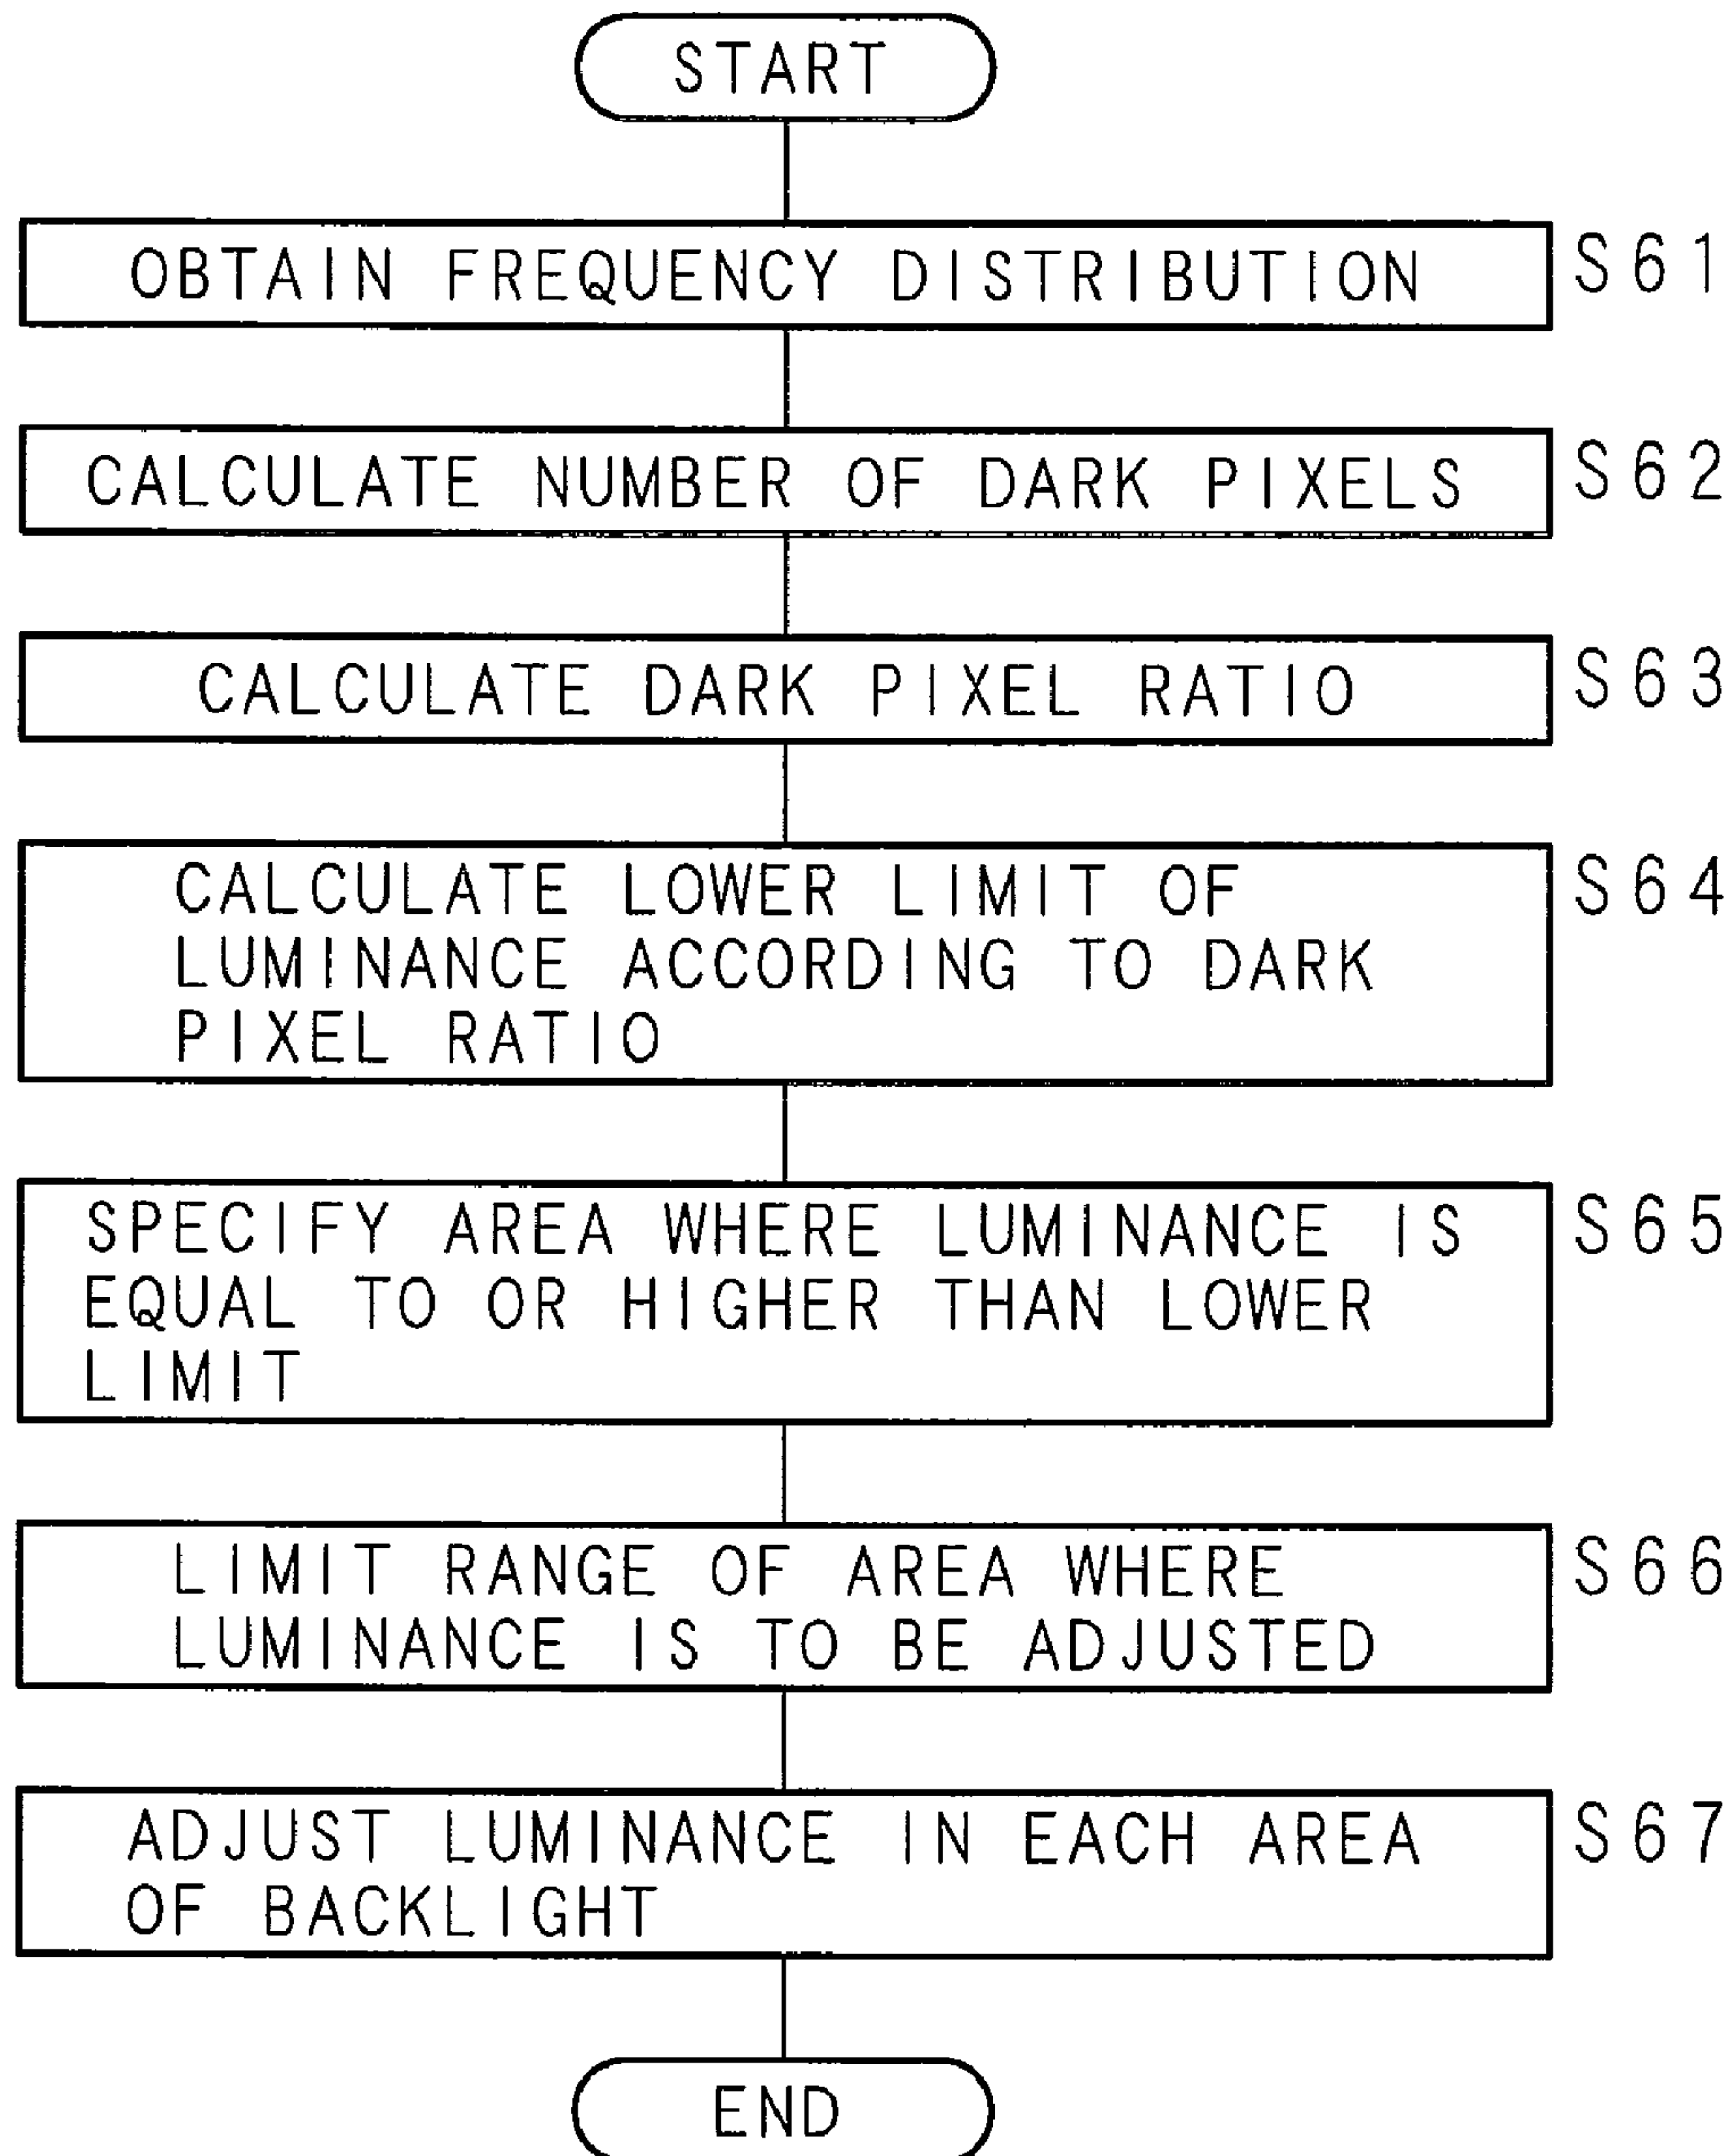 START
OBTAIN FREQUENCY DISTRIBUTION S61
CALCULATE NUMBER OF DARK PIXELS S62
CALCULATE DARK PIXEL RATIO S63
CALCULATE LOWER LIMIT OF S64
LUMINANCE ACCORDING TO DARK
PIXEL RATIO
SPECIFY AREA WHERE LUMINANCE IS S65
EQUAL TO OR HIGHER THAN LOWER
LIMIT
LIMIT RANGE OF AREA WHERE S66
LUMINANCE IS TO BE ADJUSTED
ADJUST LUMINANCE IN EACH AREA S67
OF BACKLIGHT
END